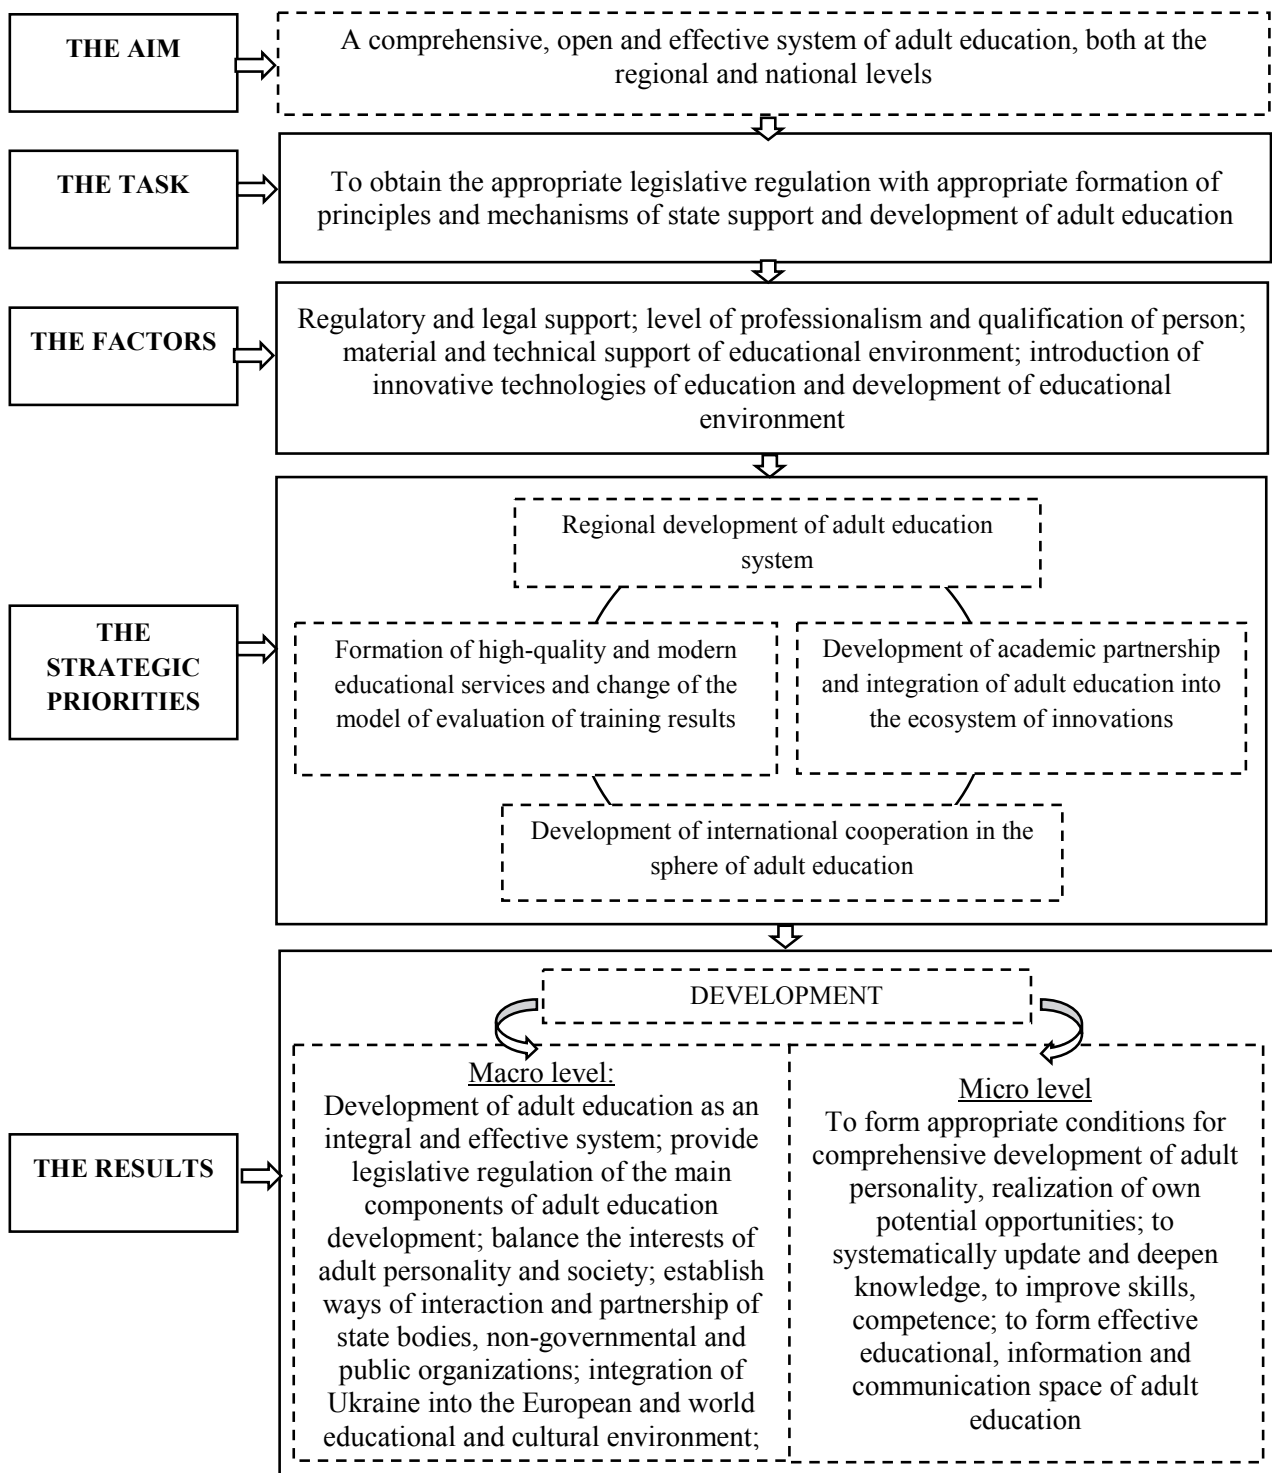 THE AIM
A comprehensive, open and effective system of adult education, both at the
regional and national levels
THE TASK
To obtain the appropriate legislative regulation with appropriate formation of
principles and mechanisms of state support and development of adult education
THE FACTORS
Regulatory and legal support; level of professionalism and qualification of person;
material and technical support of educational environment; introduction of
innovative technologies of education and development of educational
environment
THE
STRATEGIC
PRIORITIES
Regional development of adult education
system
Formation of high-quality and modern
educational services and change of the
model of evaluation of training results
Development of academic partnership
and integration of adult education into
the ecosystem of innovations
Development of international cooperation in the
sphere of adult education
THE RESULTS
DEVELOPMENT
Macro level:
Development of adult education as an
integral and effective system; provide
legislative regulation of the main
components of adult education
development; balance the interests of
adult personality and society; establish
ways of interaction and partnership of
state bodies, non-governmental and
public organizations; integration of
Ukraine into the European and world
educational and cultural environment;
Micro level
To form appropriate conditions for
comprehensive development of adult
personality, realization of own
potential opportunities; to
systematically update and deepen
knowledge, to improve skills,
competence; to form effective
educational, information and
communication space of adult
education